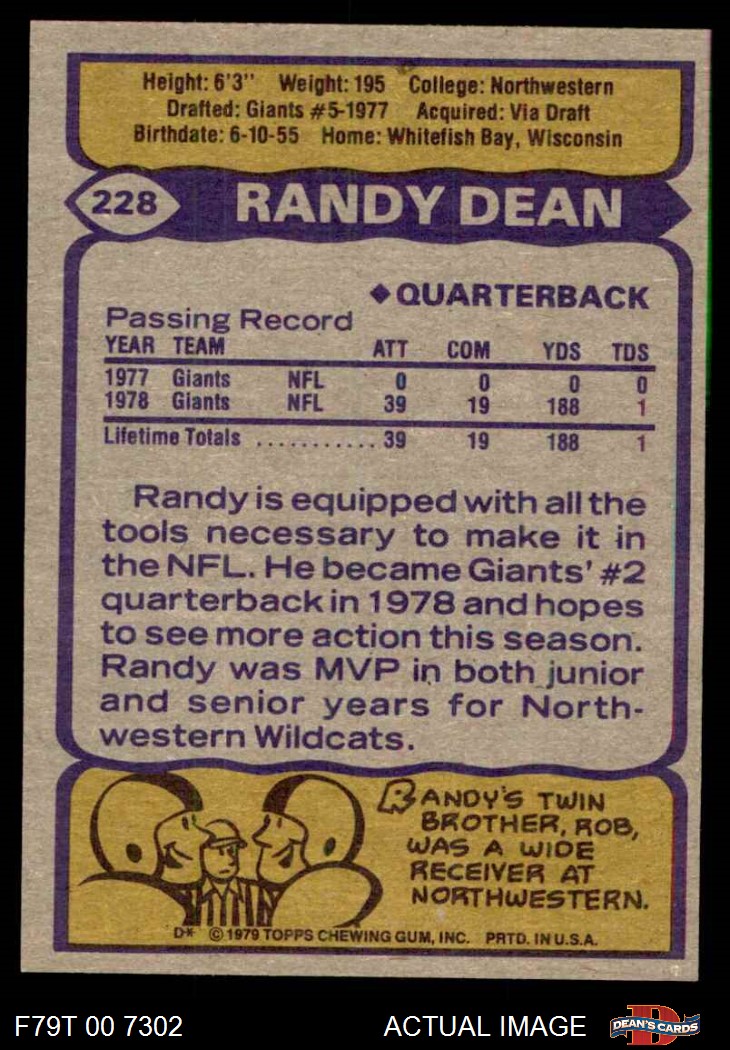 Height: 6'3" Weight: 195 College: Northwestern
Drafted: Giants #5-1977 Acquired: Via Draft
Birthdate: 6-10-55 Home: Whitefish Bay, Wisconsin
228 RANDY DEAN
◆QUARTERBACK
Passing Record
YEAR TEAM ATT COM YDS TDS
1977 Giants NFL 0 0 0 0
1978 Giants NFL 39 19 188 1
Lifetime Totals ........... 39 19 188 1
Randy is equipped with all the
tools necessary to make it in
the NFL. He became Giants' #2
quarterback in 1978 and hopes
to see more action this season.
Randy was MVP in both junior
and senior years for North-
western Wildcats.
RANDY'S TWIN
BROTHER, ROB,
WAS A WIDE
RECEIVER AT
NORTHWESTERN.
D* © 1979 TOPPS CHEWING GUM, INC. PRTD. IN U.S.A.
F79T 00 7302 ACTUAL IMAGE D DEAN'S CARDS